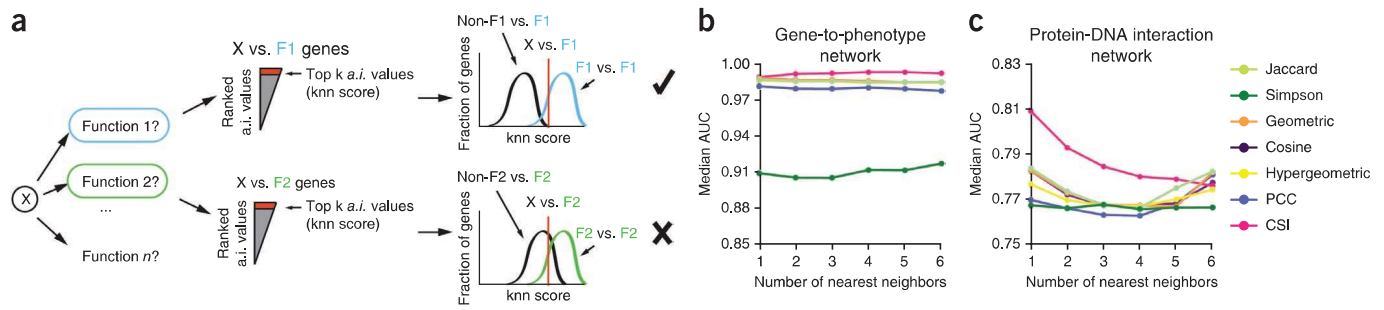 a
X
Function 1?
Function 2?
...
Function n?
X vs. F1 genes
Ranked
a.i. values
Top k a.i. values
(knn score)
Non-F1 vs. F1
X vs. F1
F1 vs. F1
Fraction of genes
knn score
X vs. F2 genes
Ranked
a.i. values
Top k a.i. values
(knn score)
Non-F2 vs. F2
X vs. F2
F2 vs. F2
Fraction of genes
knn score
b
Gene-to-phenotype
network
Median AUC
1.00
0.97
0.94
0.91
0.88
0.85
1 2 3 4 5 6
Number of nearest neighbors
c
Protein-DNA interaction
network
Median AUC
0.83
0.81
0.79
0.77
0.75
1 2 3 4 5 6
Number of nearest neighbors
Jaccard
Simpson
Geometric
Cosine
Hypergeometric
PCC
CSI